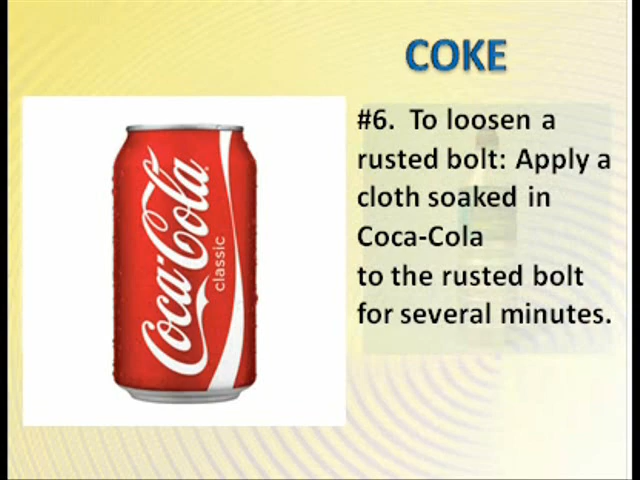 COKE
#6. To loosen a
rusted bolt: Apply a
cloth soaked in
Coca-Cola
to the rusted bolt
for several minutes.
Coca-Cola
classic